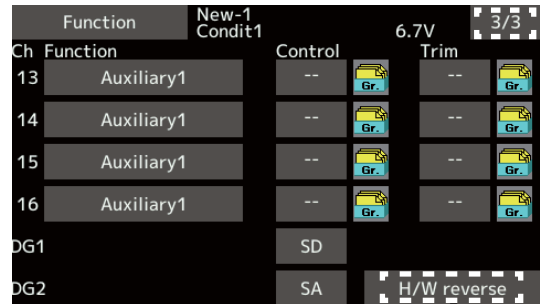 Function New-1 Condit1 6.7V 3/3
Ch Function Control Trim
13 Auxiliary1 -- Gr. -- Gr.
14 Auxiliary1 -- Gr. -- Gr.
15 Auxiliary1 -- Gr. -- Gr.
16 Auxiliary1 -- Gr. -- Gr.
DG1 SD
DG2 SA H/W reverse